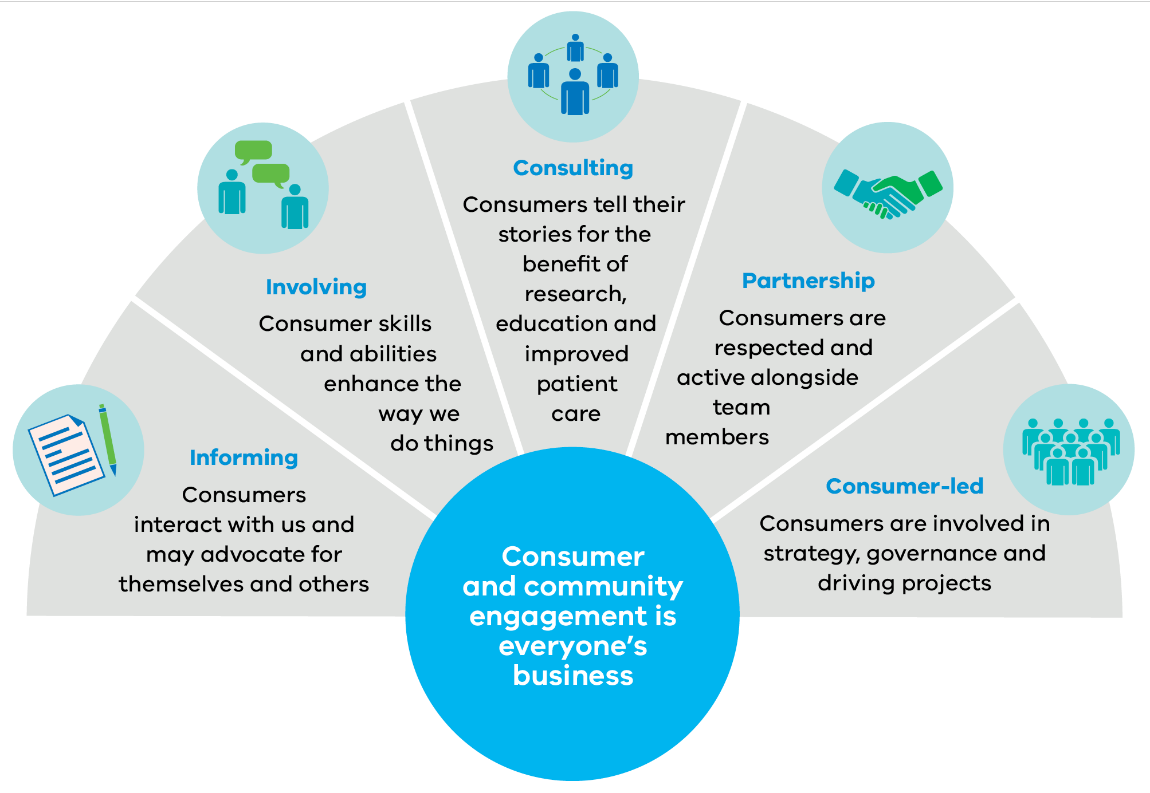 Informing
Consumers
interact with us and
may advocate for
themselves and others
Involving
Consumer skills
and abilities
enhance the
way we
do things
Consulting
Consumers tell their
stories for the
benefit of
research,
education and
improved
patient
care
Partnership
Consumers are
respected and
active alongside
team
members
Consumer-led
Consumers are involved in
strategy, governance and
driving projects
Consumer
and community
engagement is
everyone’s
business